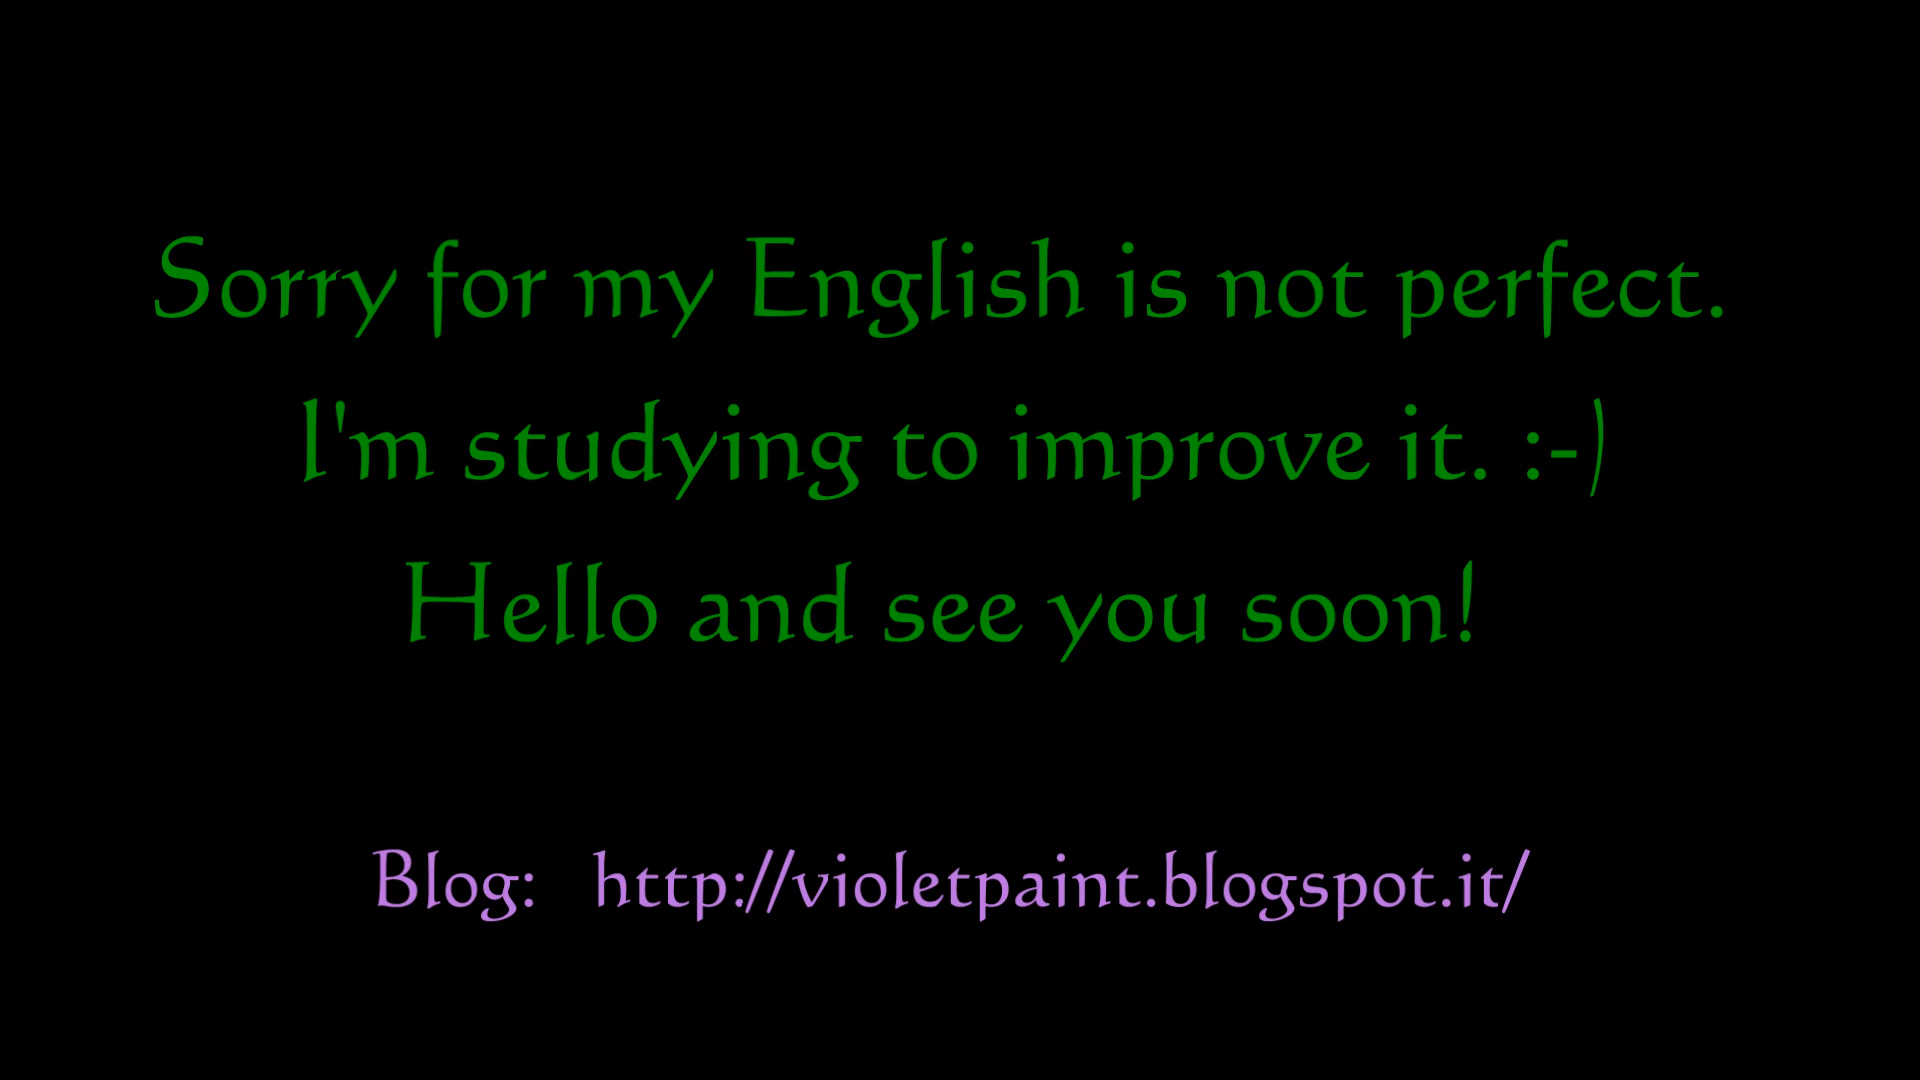 Sorry for my English is not perfect.
I'm studying to improve it. :-)
Hello and see you soon!
Blog: http://violetpaint.blogspot.it/